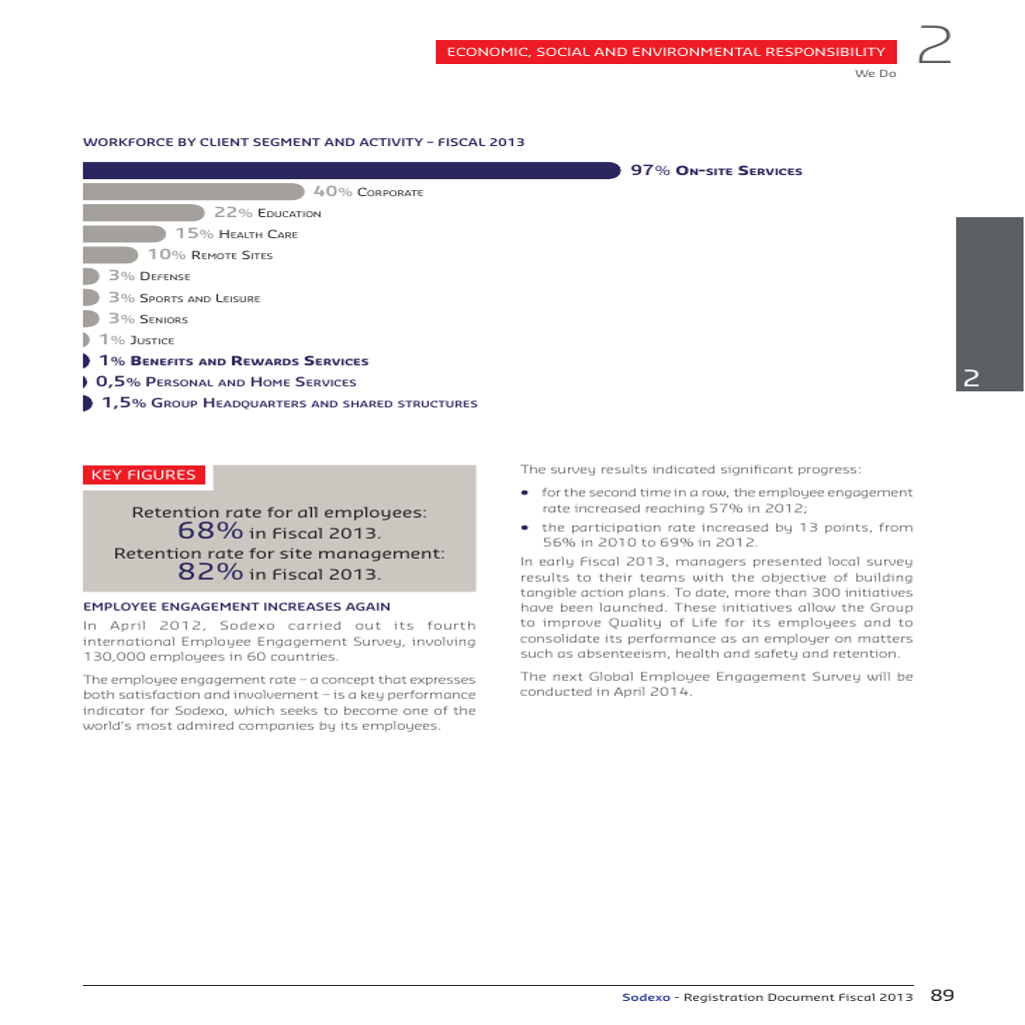 ECONOMIC, SOCIAL AND ENVIRONMENTAL RESPONSIBILITY
2
We Do
WORKFORCE BY CLIENT SEGMENT AND ACTIVITY – FISCAL 2013
97% On-site Services
40% Corporate
22% Education
15% Health Care
10% Remote Sites
3% Defense
3% Sports and Leisure
3% Seniors
1% Justice
1% Benefits and Rewards Services
0,5% Personal and Home Services
1,5% Group Headquarters and shared structures
2
KEY FIGURES
Retention rate for all employees:
68% in Fiscal 2013.
Retention rate for site management:
82% in Fiscal 2013.
EMPLOYEE ENGAGEMENT INCREASES AGAIN
In April 2012, Sodexo carried out its fourth
international Employee Engagement Survey, involving
130,000 employees in 60 countries.
The employee engagement rate – a concept that expresses
both satisfaction and involvement – is a key performance
indicator for Sodexo, which seeks to become one of the
world's most admired companies by its employees.
The survey results indicated significant progress:
• for the second time in a row, the employee engagement
rate increased reaching 57% in 2012;
• the participation rate increased by 13 points, from
56% in 2010 to 69% in 2012.
In early Fiscal 2013, managers presented local survey
results to their teams with the objective of building
tangible action plans. To date, more than 300 initiatives
have been launched. These initiatives allow the Group
to improve Quality of Life for its employees and to
consolidate its performance as an employer on matters
such as absenteeism, health and safety and retention.
The next Global Employee Engagement Survey will be
conducted in April 2014.
Sodexo - Registration Document Fiscal 2013 89